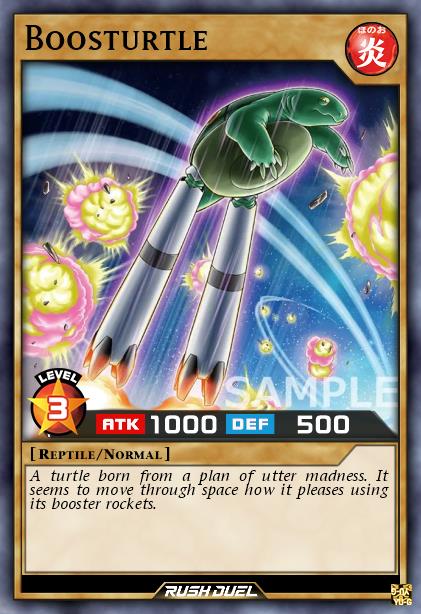 Boosturtle
ほのお
炎
SAMPLE
LEVEL
3
ATK 1000 DEF 500
[Reptile/Normal]
A turtle born from a plan of utter madness. It
seems to move through space how it pleases using
its booster rockets.
RUSH DUEL